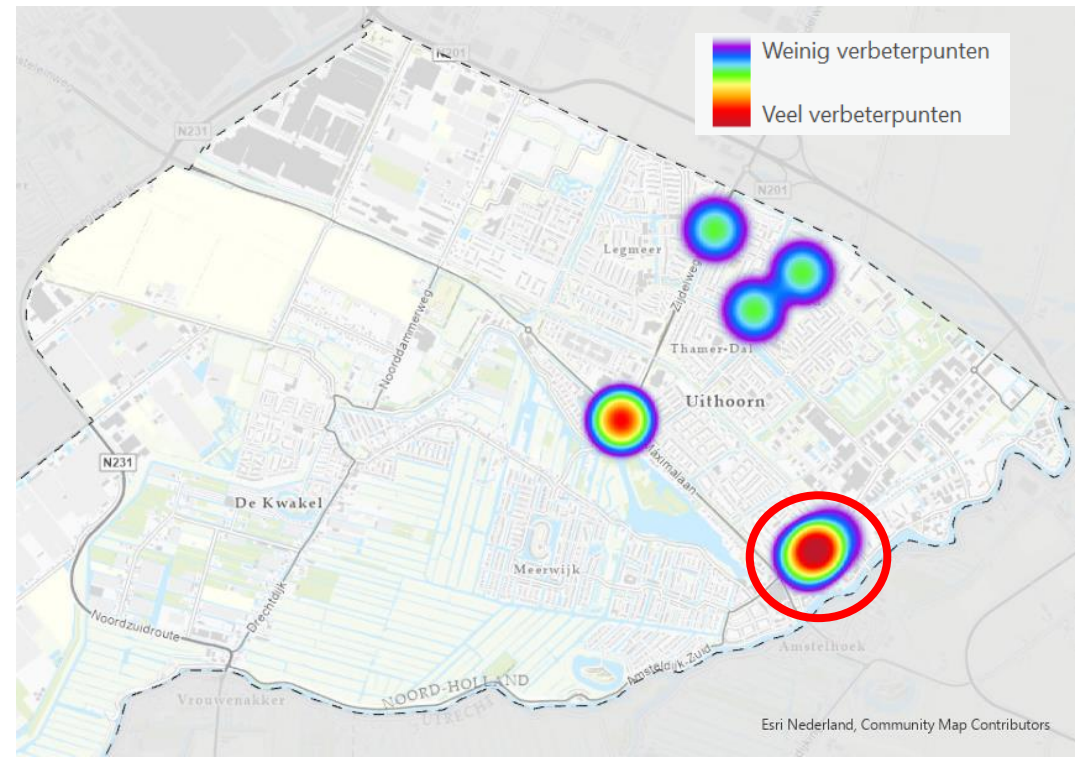 Weinig verbeterpunten
Veel verbeterpunten
N201
N231
N201
Legmeer
Zijdelweg
Noorddammerweg
Thamer-Dal
Uithoorn
N231
Maximalaan
De Kwakel
Meerwijk
Drechtdijk
Noordzuidroute
Amstelhoek
Amsteldijk-Zuid
NOORD-HOLLAND
UTRECHT
Vrouwenakker
Esri Nederland, Community Map Contributors